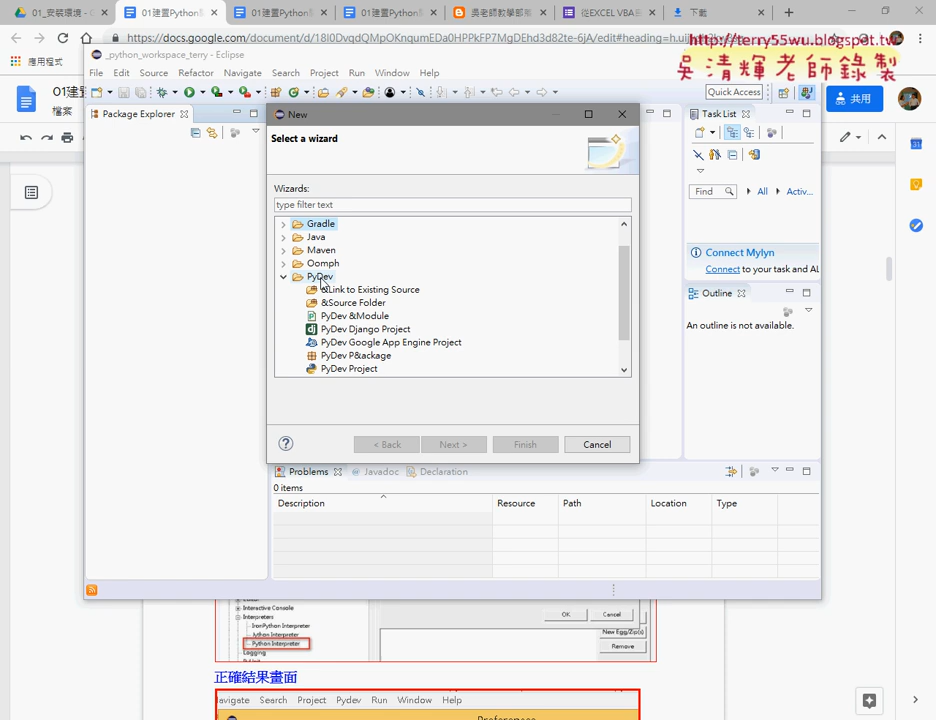 01_安裝環境
01建置Python
01建置Python
01建置Python
吳老師教學部
從EXCEL VBA
下載
https://docs.google.com/document/d/18I0DvqdQMpOKnqumEDa0HPPkFP7MgDEhd3d82te-6jA/edit#heading=h.ui
應用程式
http://terry55wu.blogspot.tw
吳清輝老師錄製
_python_workspace_terry - Eclipse
File Edit Source Refactor Navigate Search Project Run Window Help
01建
檔案
共用
Quick Access
Package Explorer
New
Task List
Select a wizard
Wizards:
type filter text
Find All Activ...
Gradle
Java
Maven
Oomph
PyDev
&Link to Existing Source
&Source Folder
PyDev &Module
PyDev Django Project
PyDev Google App Engine Project
PyDev P&ackage
PyDev Project
Connect Mylyn
Connect to your task and AL
Outline
An outline is not available.
< Back Next > Finish Cancel
Problems Javadoc Declaration
0 items
Description Resource Path Location Type
Interactive Console
Interpreters
IronPython Interpreter
Jython Interpreter
Python Interpreter
Logging
OK Cancel
New Egg/Zip(s)
Remove
正確結果畫面
avigate Search Project Pydev Run Window Help
Preference